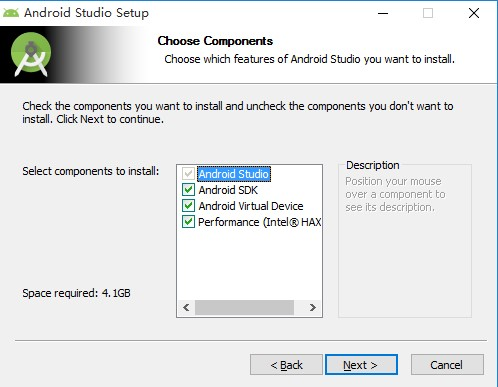 Android Studio Setup
Choose Components
Choose which features of Android Studio you want to install.
Check the components you want to install and uncheck the components you don't want to
install. Click Next to continue.
Select components to install:
Android Studio
Android SDK
Android Virtual Device
Performance (Intel® HAX
Description
Position your mouse
over a component to
see its description.
Space required: 4.1GB
< Back
Next >
Cancel